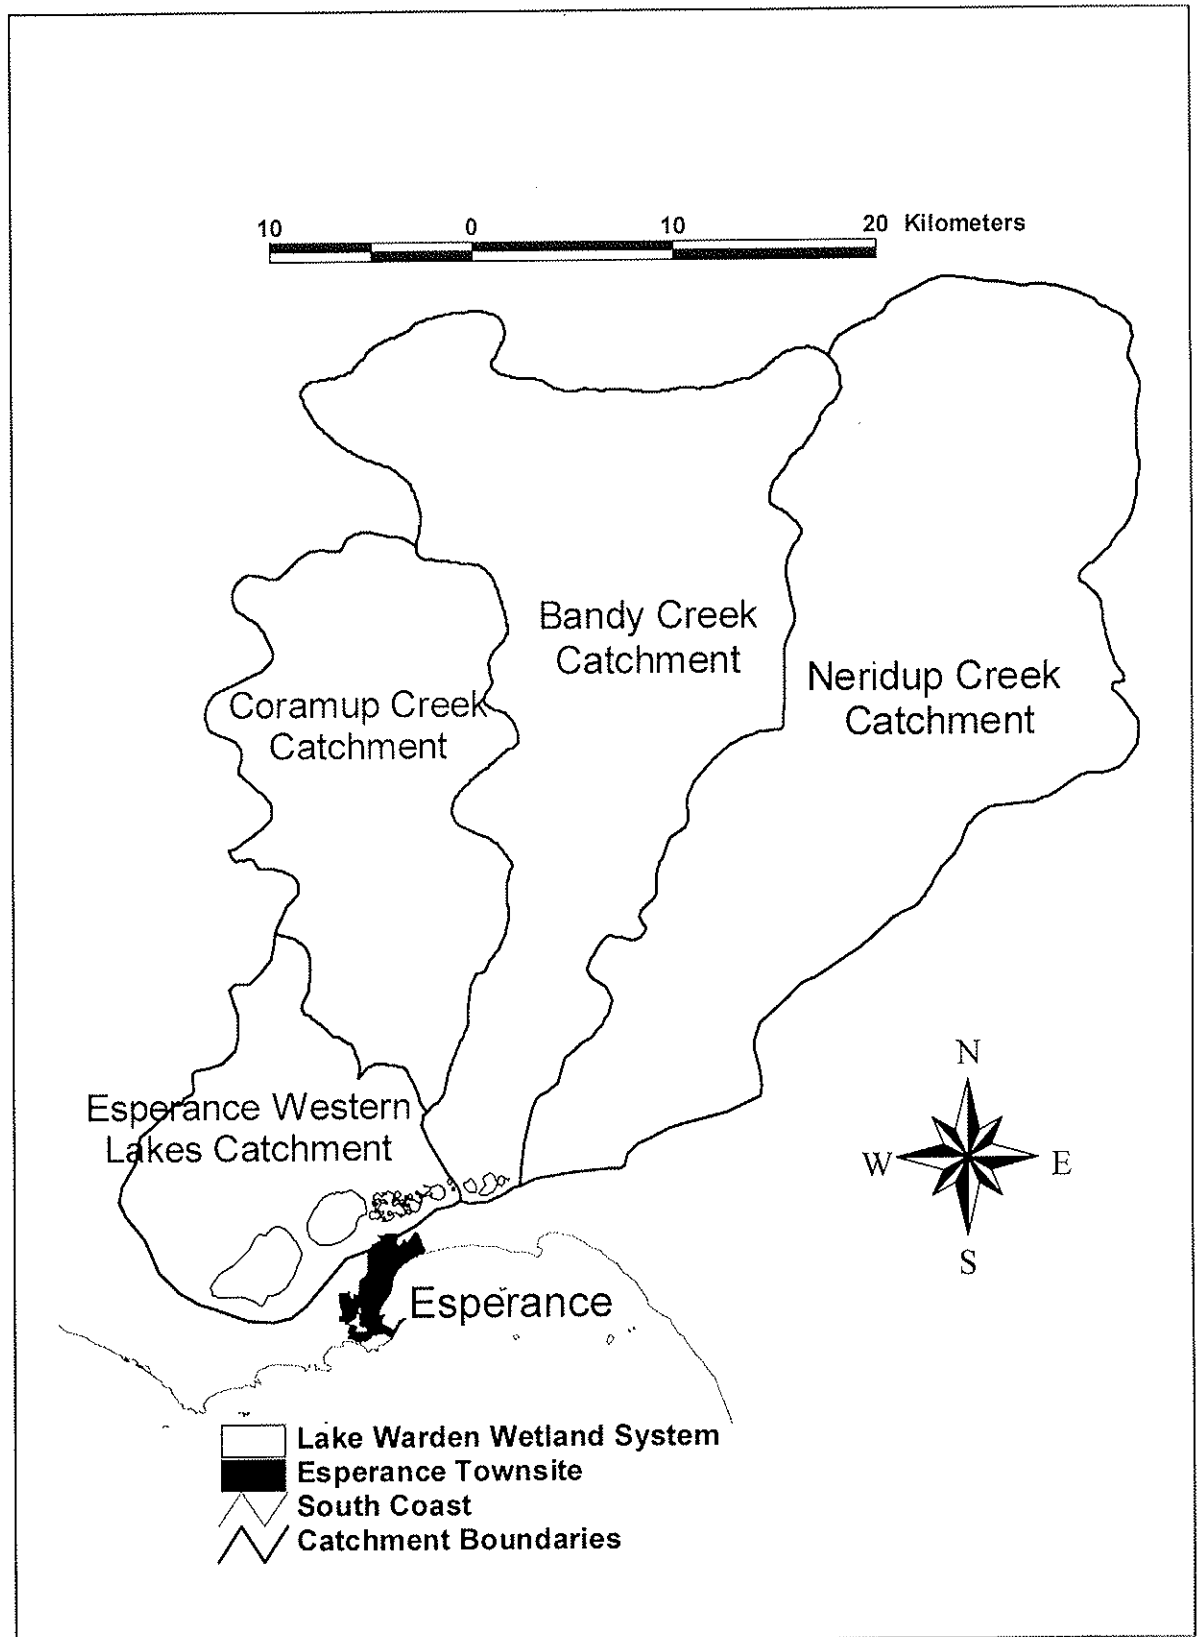 10 0 10 20 Kilometers
Bandy Creek
Catchment
Neridup Creek
Catchment
Coramup Creek
Catchment
N
W E
S
Esperance Western
Lakes Catchment
Esperance
Lake Warden Wetland System
Esperance Townsite
South Coast
Catchment Boundaries